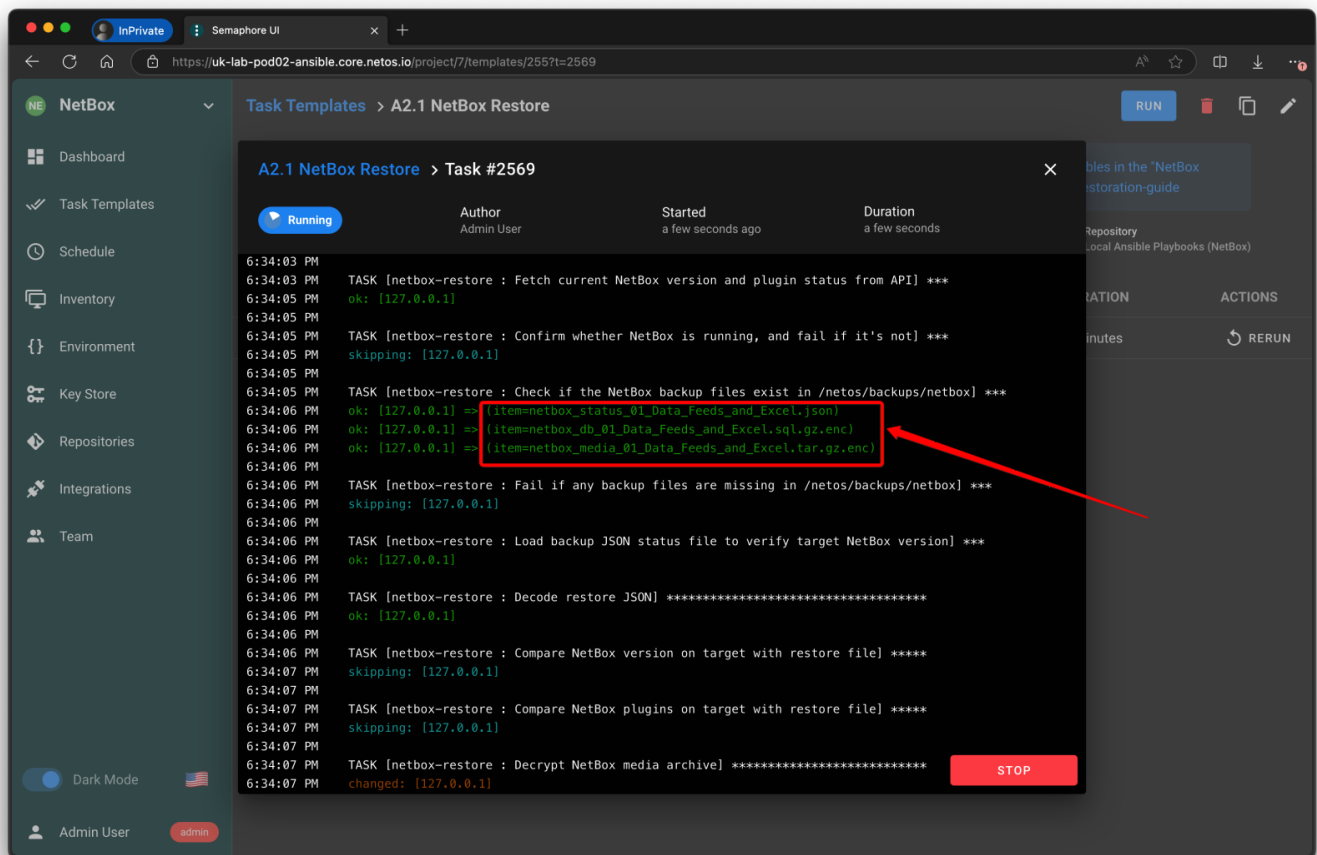 InPrivate
Semaphore UI
https://uk-lab-pod02-ansible.core.netos.io/project/7/templates/255?t=2569
NE NetBox
Task Templates > A2.1 NetBox Restore
RUN
Dashboard
Task Templates
Schedule
Inventory
Environment
Key Store
Repositories
Integrations
Team
Dark Mode
Admin User admin
bles in the "NetBox
storation-guide
Repository
Local Ansible Playbooks (NetBox)
RATION ACTIONS
inutes RERUN
A2.1 NetBox Restore > Task #2569
Running
Author
Admin User
Started
a few seconds ago
Duration
a few seconds
6:34:03 PM
6:34:03 PM TASK [netbox-restore : Fetch current NetBox version and plugin status from API] ***
6:34:05 PM ok: [127.0.0.1]
6:34:05 PM
6:34:05 PM TASK [netbox-restore : Confirm whether NetBox is running, and fail if it's not] ***
6:34:05 PM skipping: [127.0.0.1]
6:34:05 PM
6:34:05 PM TASK [netbox-restore : Check if the NetBox backup files exist in /netos/backups/netbox] ***
6:34:06 PM ok: [127.0.0.1] => (item=netbox_status_01_Data_Feeds_and_Excel.json)
6:34:06 PM ok: [127.0.0.1] => (item=netbox_db_01_Data_Feeds_and_Excel.sql.gz.enc)
6:34:06 PM ok: [127.0.0.1] => (item=netbox_media_01_Data_Feeds_and_Excel.tar.gz.enc)
6:34:06 PM
6:34:06 PM TASK [netbox-restore : Fail if any backup files are missing in /netos/backups/netbox] ***
6:34:06 PM skipping: [127.0.0.1]
6:34:06 PM
6:34:06 PM TASK [netbox-restore : Load backup JSON status file to verify target NetBox version] ***
6:34:06 PM ok: [127.0.0.1]
6:34:06 PM
6:34:06 PM TASK [netbox-restore : Decode restore JSON] ************************************
6:34:06 PM ok: [127.0.0.1]
6:34:06 PM
6:34:06 PM TASK [netbox-restore : Compare NetBox version on target with restore file] *****
6:34:07 PM skipping: [127.0.0.1]
6:34:07 PM
6:34:07 PM TASK [netbox-restore : Compare NetBox plugins on target with restore file] *****
6:34:07 PM skipping: [127.0.0.1]
6:34:07 PM
6:34:07 PM TASK [netbox-restore : Decrypt NetBox media archive] ***************************
6:34:07 PM changed: [127.0.0.1]
STOP